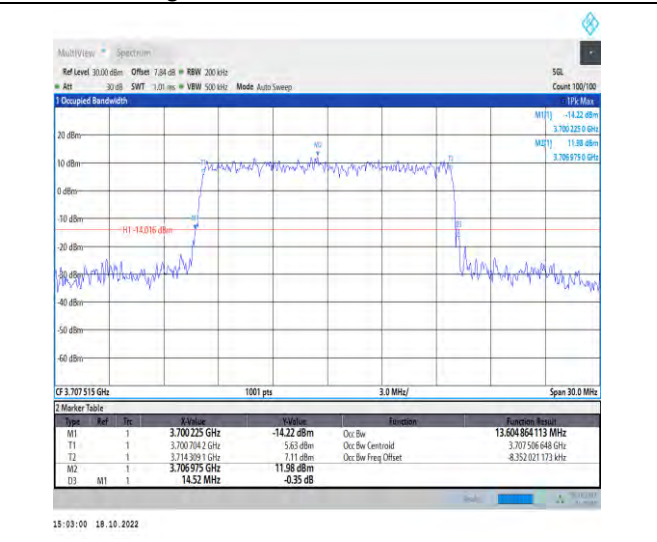 MultiView Spectrum
Ref Level 30.00 dBm Offset 7.84 dB RBW 200 kHz SGL
Att 30 dB SWT 1.01 ms VBW 500 kHz Mode Auto Sweep Count 100/100
1 Occupied Bandwidth 1Pk Max
M1[1] -14.22 dBm
3.700 225 0 GHz
20 dBm M2[1] 11.98 dBm
3.706 975 0 GHz
M2
10 dBm T1 T2
0 dBm
-10 dBm M1
H1 -14.016 dBm
-20 dBm
-30 dBm
-40 dBm
-50 dBm
-60 dBm
CF 3.707 515 GHz 1001 pts 3.0 MHz/ Span 30.0 MHz
2 Marker Table
Type Ref Trc X-Value Y-Value Function Function Result
M1 1 3.700 225 GHz -14.22 dBm Occ Bw 13.604 864 113 MHz
T1 1 3.700 704 2 GHz 5.63 dBm Occ Bw Centroid 3.707 506 648 GHz
T2 1 3.714 309 1 GHz 7.11 dBm Occ Bw Freq Offset -8.352 021 173 kHz
M2 1 3.706 975 GHz 11.98 dBm
D3 M1 1 14.52 MHz -0.35 dB
15:03:00 18.10.2022